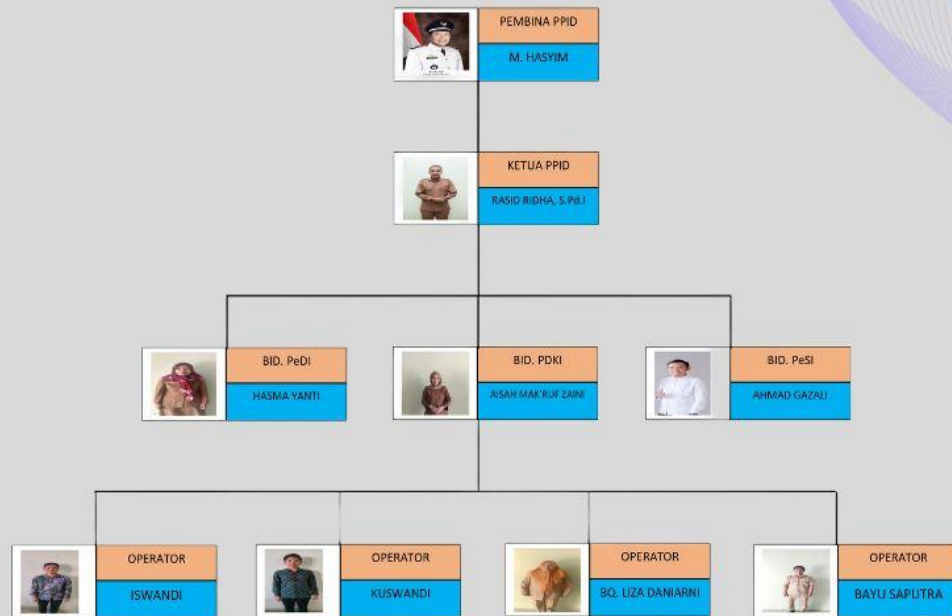 PEMBINA PPID
M. HASYIM
KETUA PPID
RASID RIDHA, S.Pd.I
BID. PeDI
HASMA YANTI
BID. PDKI
AISAH MAK'RUF ZAINI
BID. PeSI
AHMAD GAZALI
OPERATOR
ISWANDI
OPERATOR
KUSWANDI
OPERATOR
BQ. LIZA DANIARNI
OPERATOR
BAYU SAPUTRA